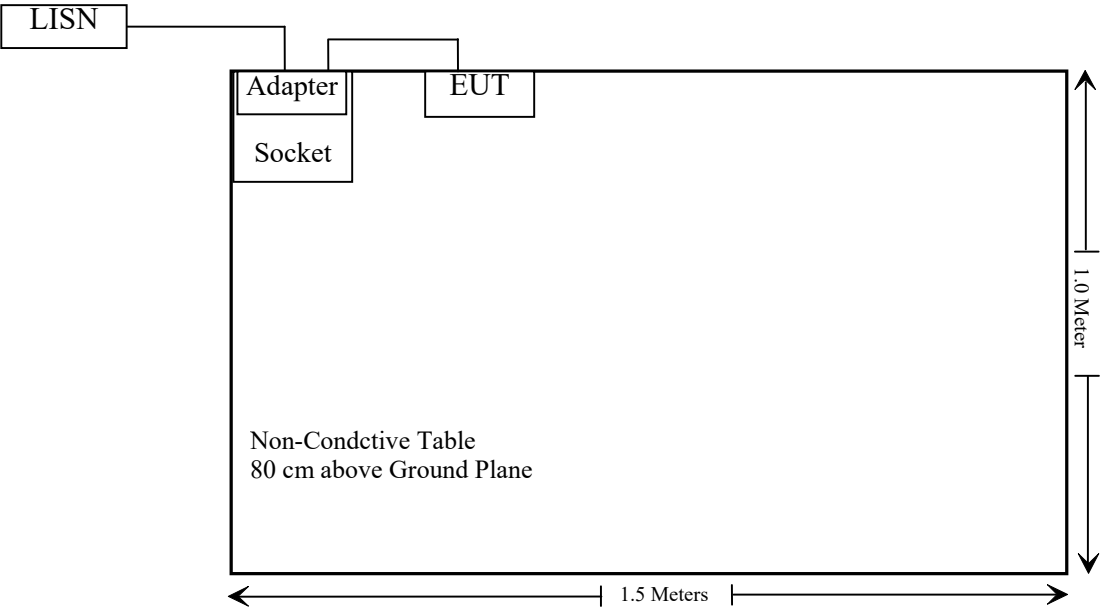 LISN
Adapter
EUT
Socket
1.0 Meter
Non-Condctive Table
80 cm above Ground Plane
1.5 Meters